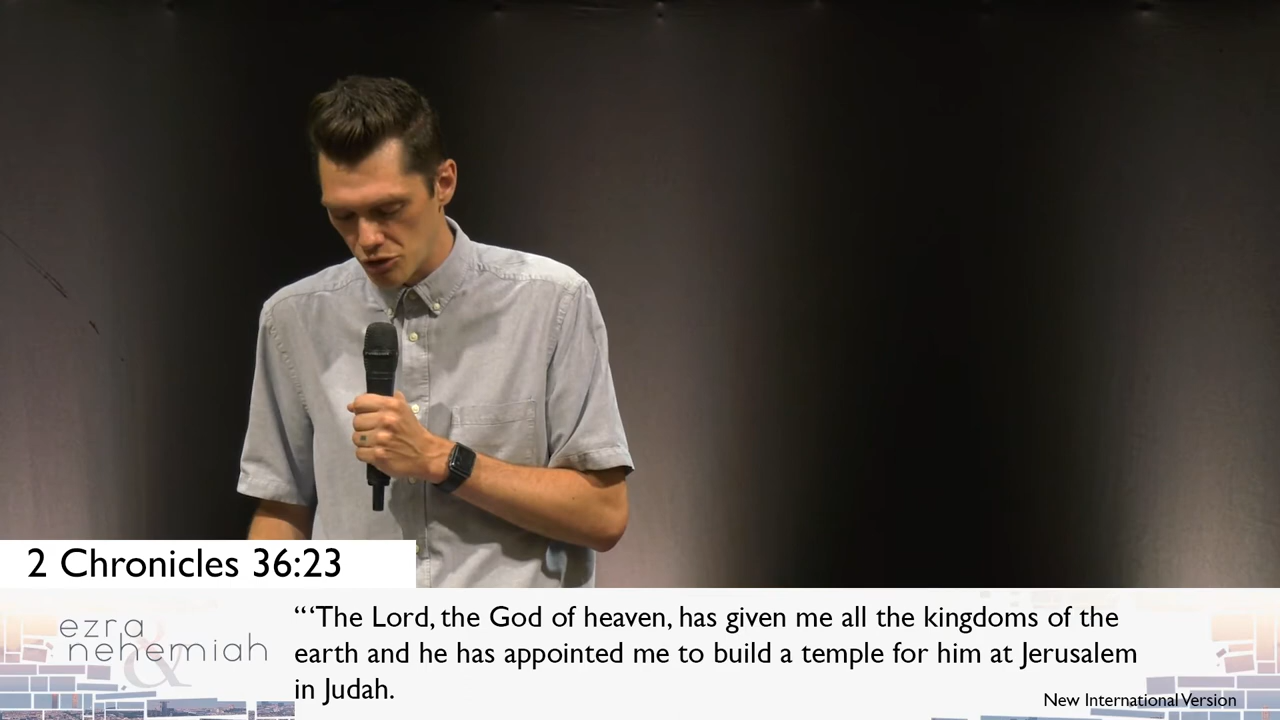 2 Chronicles 36:23
ezra
& nehemiah
“‘The Lord, the God of heaven, has given me all the kingdoms of the
earth and he has appointed me to build a temple for him at Jerusalem
in Judah.
New International Version